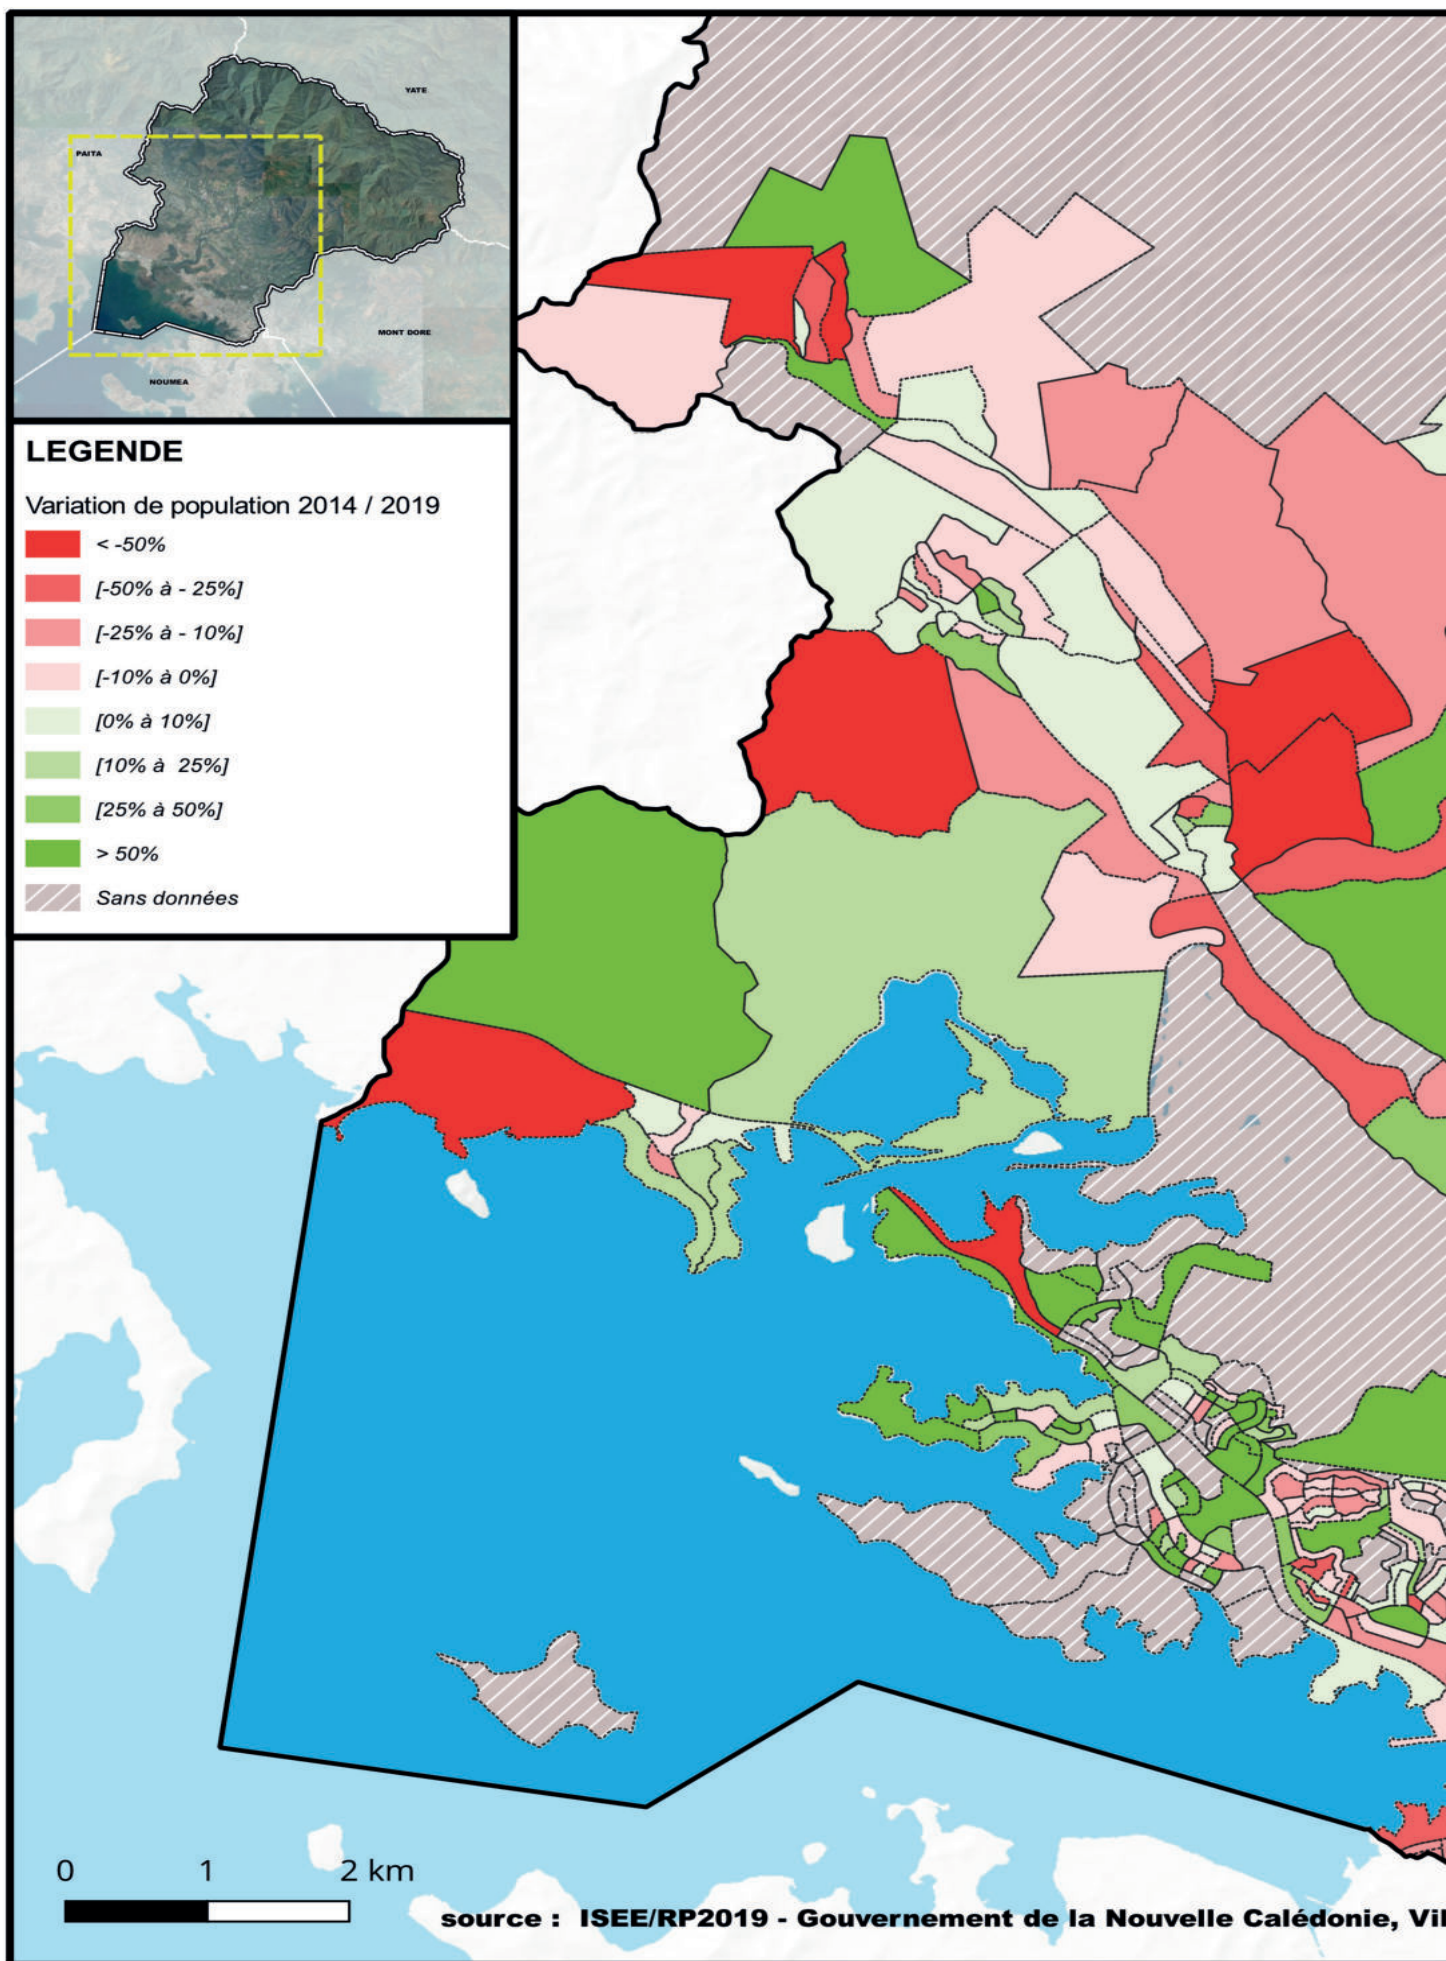 YATE
PAITA
MONT DORE
NOUMEA
LEGENDE
Variation de population 2014 / 2019
< -50%
[-50% à - 25%]
[-25% à - 10%]
[-10% à 0%]
[0% à 10%]
[10% à 25%]
[25% à 50%]
> 50%
Sans données
0 1 2 km
source : ISEE/RP2019 - Gouvernement de la Nouvelle Calédonie, Vil